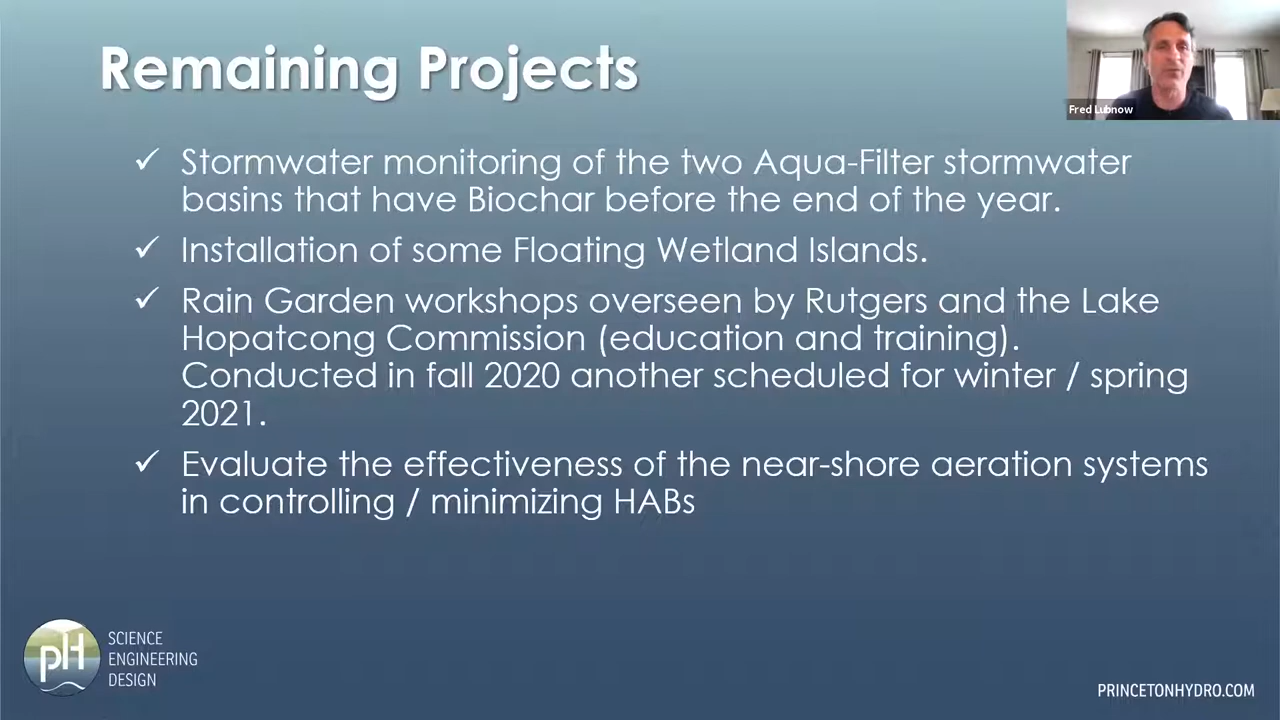 Remaining Projects
Fred Lubnow
✓ Stormwater monitoring of the two Aqua-Filter stormwater
basins that have Biochar before the end of the year.
✓ Installation of some Floating Wetland Islands.
✓ Rain Garden workshops overseen by Rutgers and the Lake
Hopatcong Commission (education and training).
Conducted in fall 2020 another scheduled for winter / spring
2021.
✓ Evaluate the effectiveness of the near-shore aeration systems
in controlling / minimizing HABs
pH
SCIENCE
ENGINEERING
DESIGN
PRINCETONHYDRO.COM